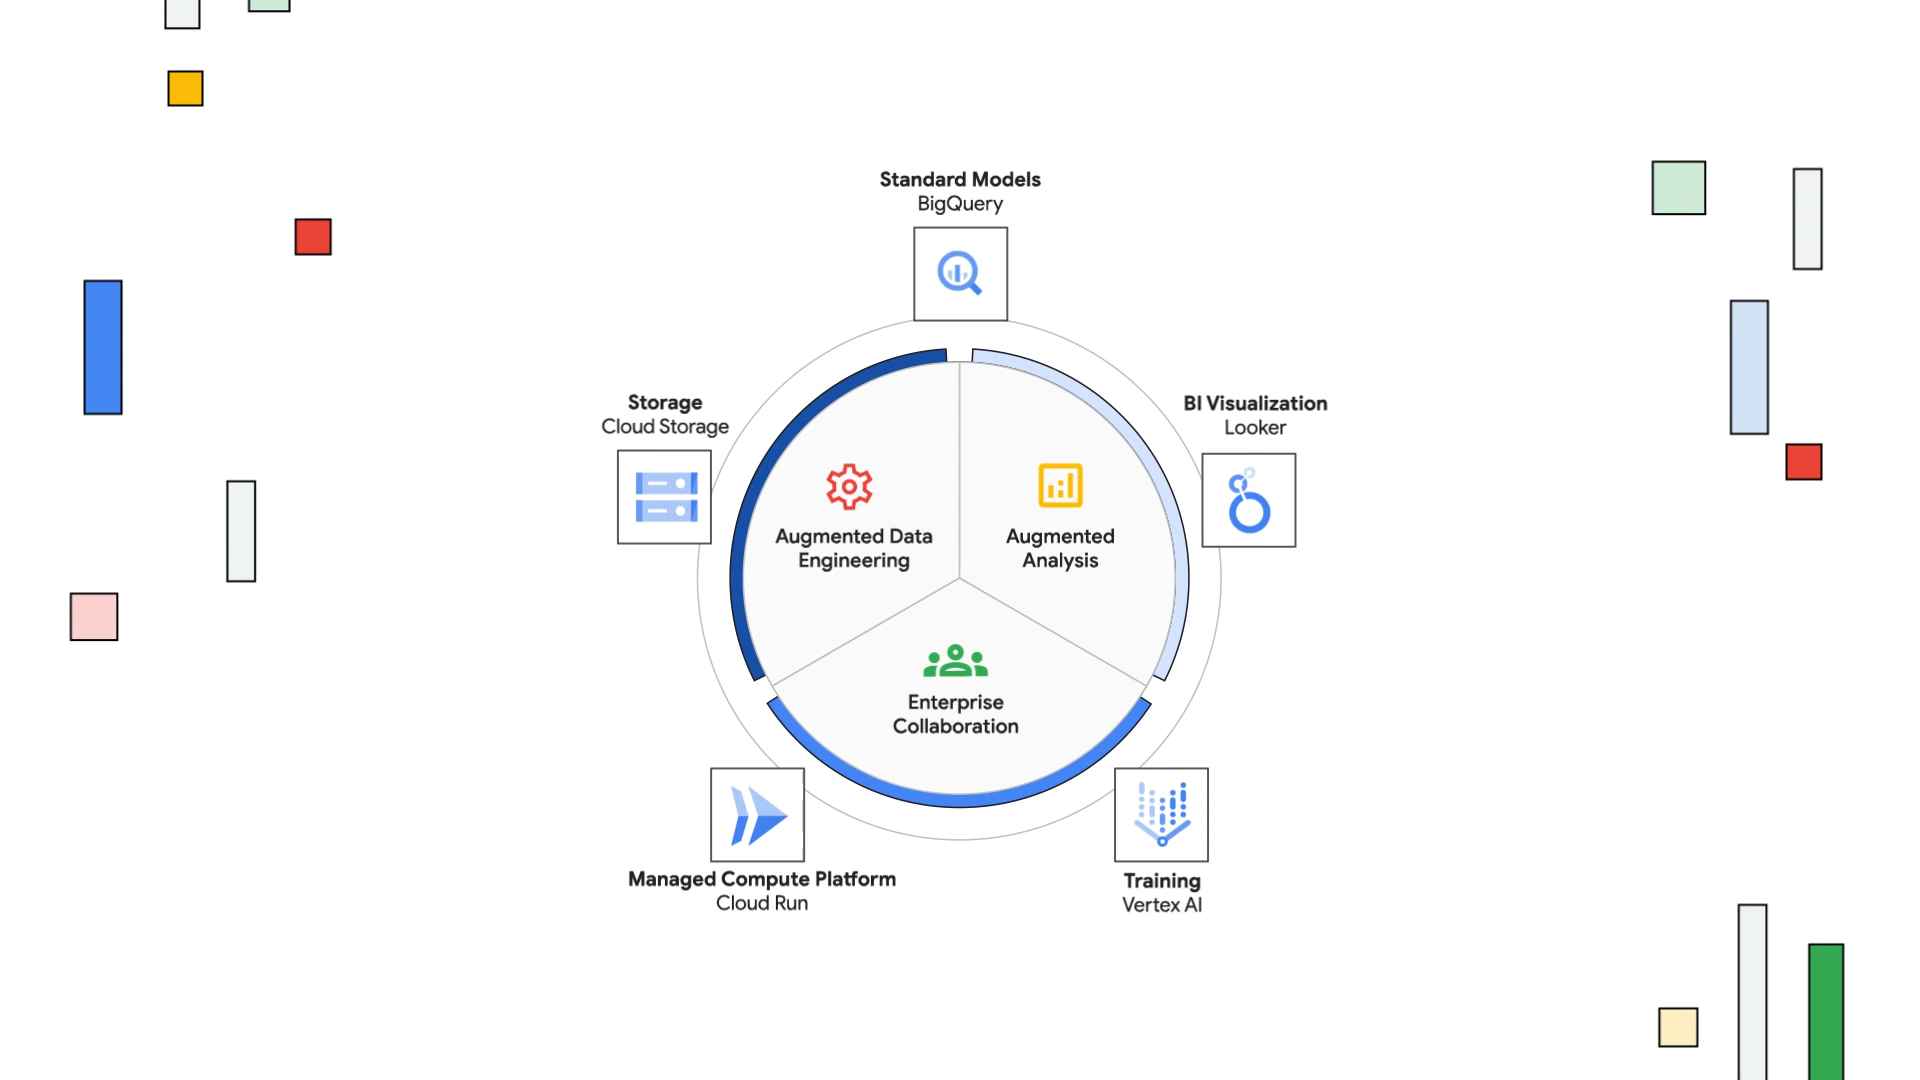 Standard Models
BigQuery
Storage
Cloud Storage
BI Visualization
Looker
Augmented Data
Engineering
Augmented
Analysis
Enterprise
Collaboration
Managed Compute Platform
Cloud Run
Training
Vertex AI